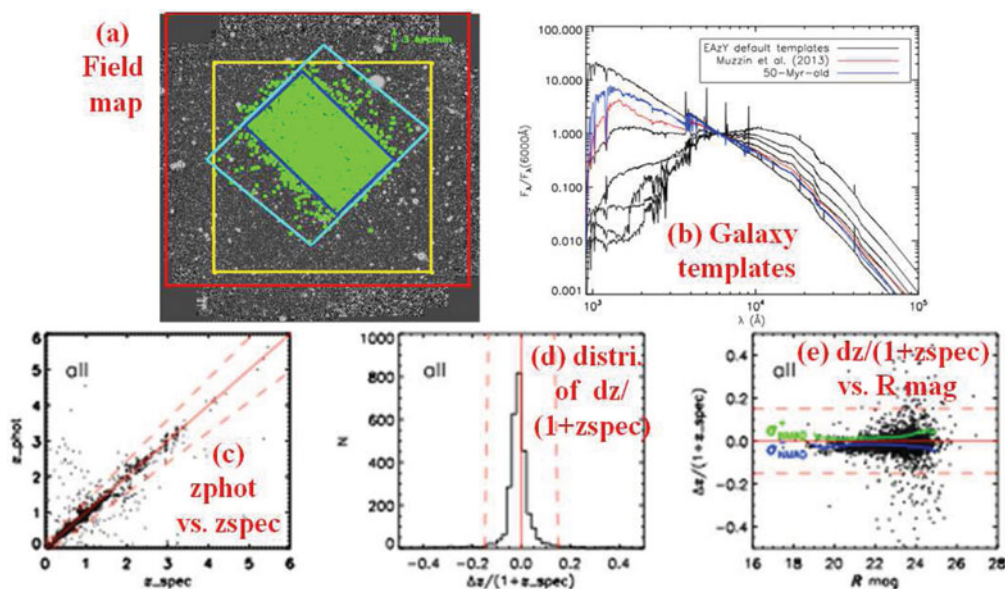 (a)
Field
map
3 arcmin
100.000
10.000
1.000
0.100
0.010
0.001
F_λ/F_λ(6000Å)
EAzY default templates
Muzzin et al. (2013)
50-Myr-old
(b) Galaxy
templates
10³
10⁴
10⁵
λ (Å)
6
5
4
3
2
1
0
z_phot
all
(c)
zphot
vs. zspec
0 1 2 3 4 5 6
z_spec
1000
800
600
400
200
0
N
all
(d) distri.
of dz/
(1+zspec)
-0.4 -0.2 0.0 0.2 0.4
Δz/(1+z_spec)
0.4
0.2
0.0
-0.2
-0.4
Δz/(1+z_spec)
all
(e) dz/(1+zspec)
vs. R mag
σ⁺NMAD
σ⁻NMAD
16 18 20 22 24 26 28
R mag